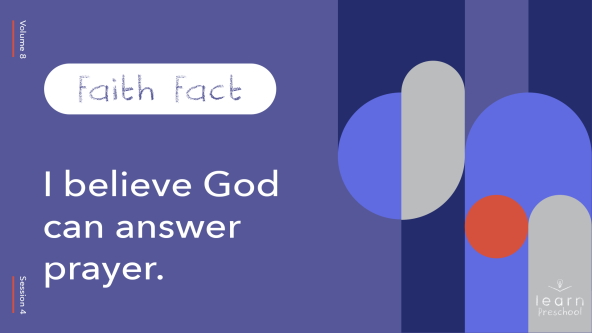 Volume 8
Faith Fact
I believe God
can answer
prayer.
Session 4
learn
Preschool